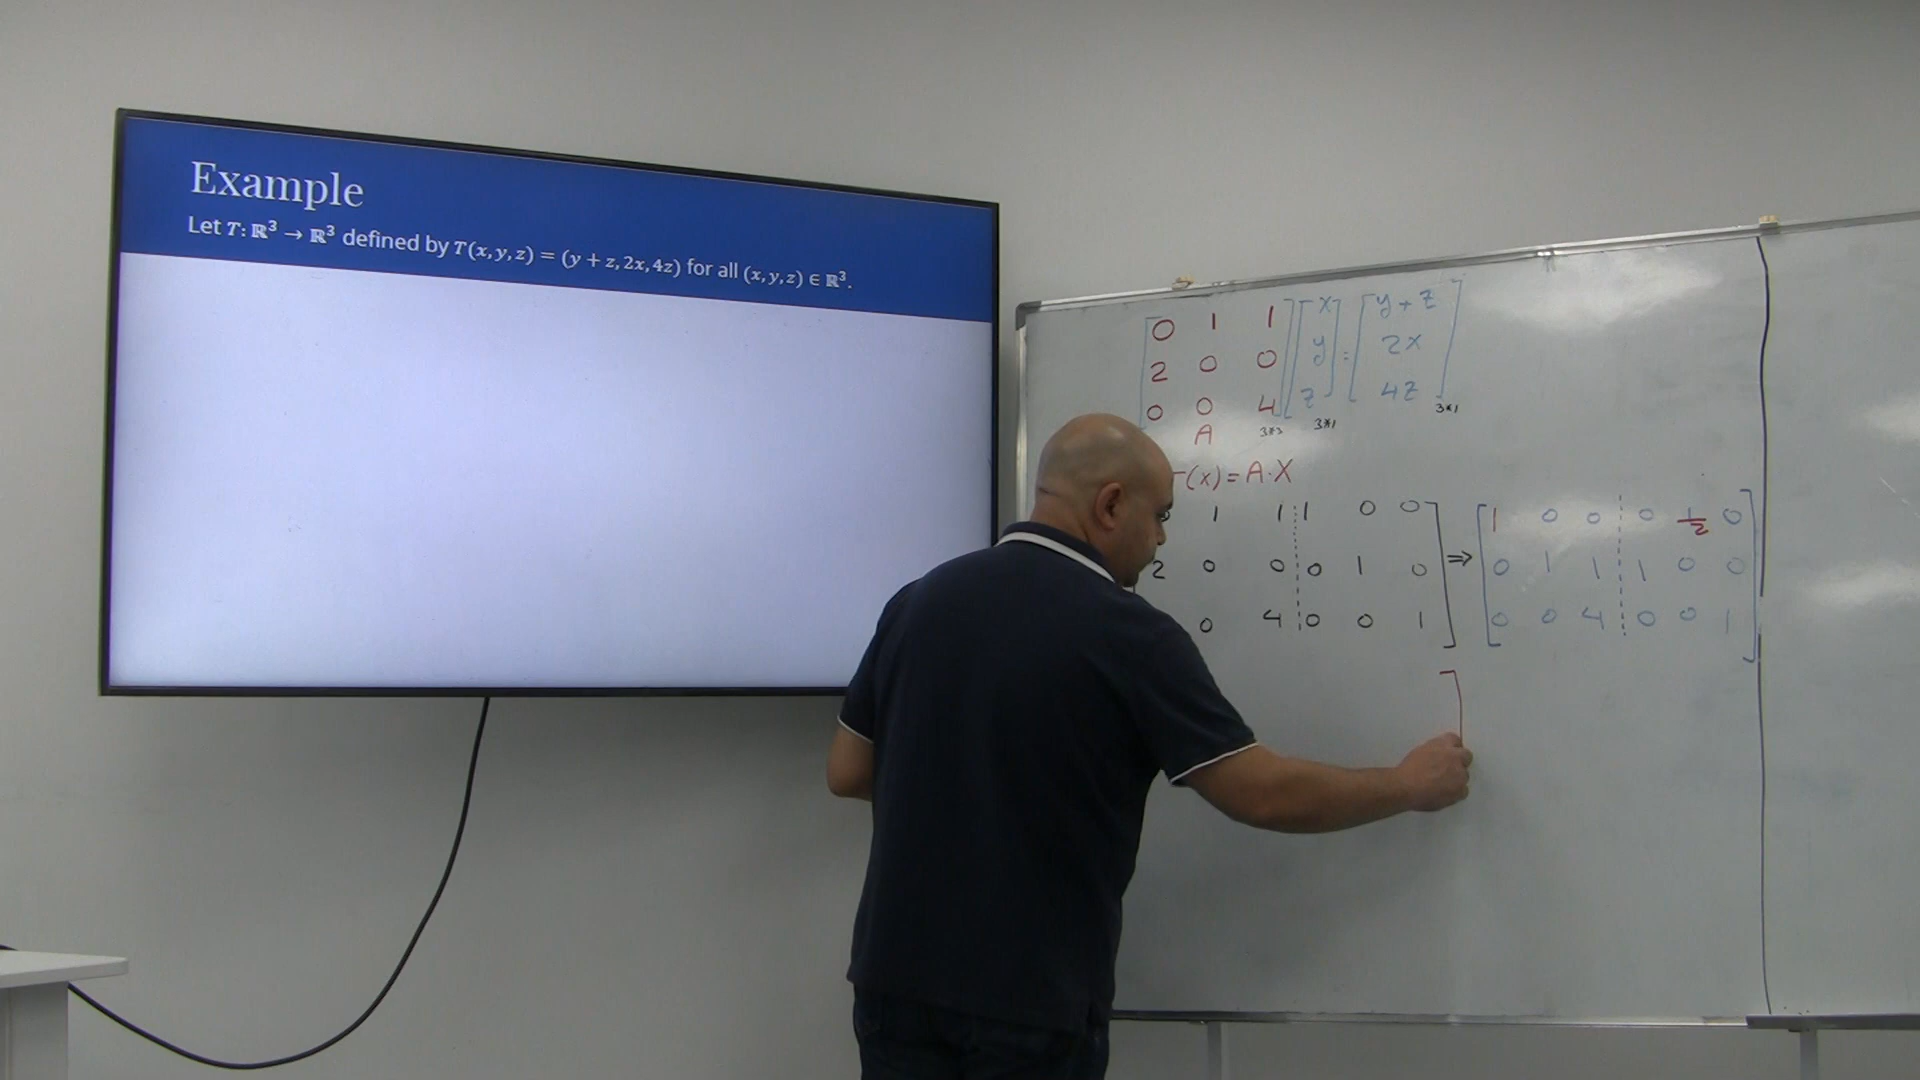 Example
Let T: ℝ³ → ℝ³ defined by T(x, y, z) = (y + z, 2x, 4z) for all (x, y, z) ∈ ℝ³.
[0 1 1] [x] = [y + z]
[2 0 0] [y] [2x]
[0 0 4] [z] [4z]
A 3*3 3*1 3*1
(x) = A·X
1 1 ⋮ 1 0 0] ⇒ [1 0 0 ⋮ 0 1/2 0]
2 0 0 ⋮ 0 1 0] [0 1 1 ⋮ 1 0 0]
0 4 ⋮ 0 0 1] [0 0 4 ⋮ 0 0 1]
]